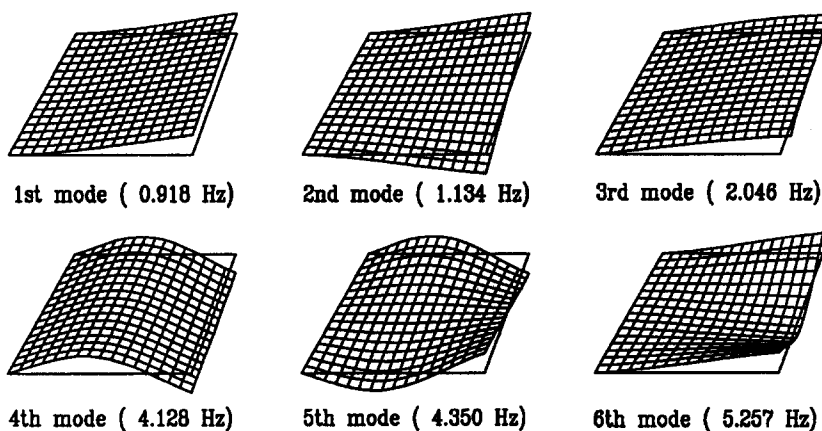 1st mode ( 0.918 Hz)
2nd mode ( 1.134 Hz)
3rd mode ( 2.046 Hz)
4th mode ( 4.128 Hz)
5th mode ( 4.350 Hz)
6th mode ( 5.257 Hz)